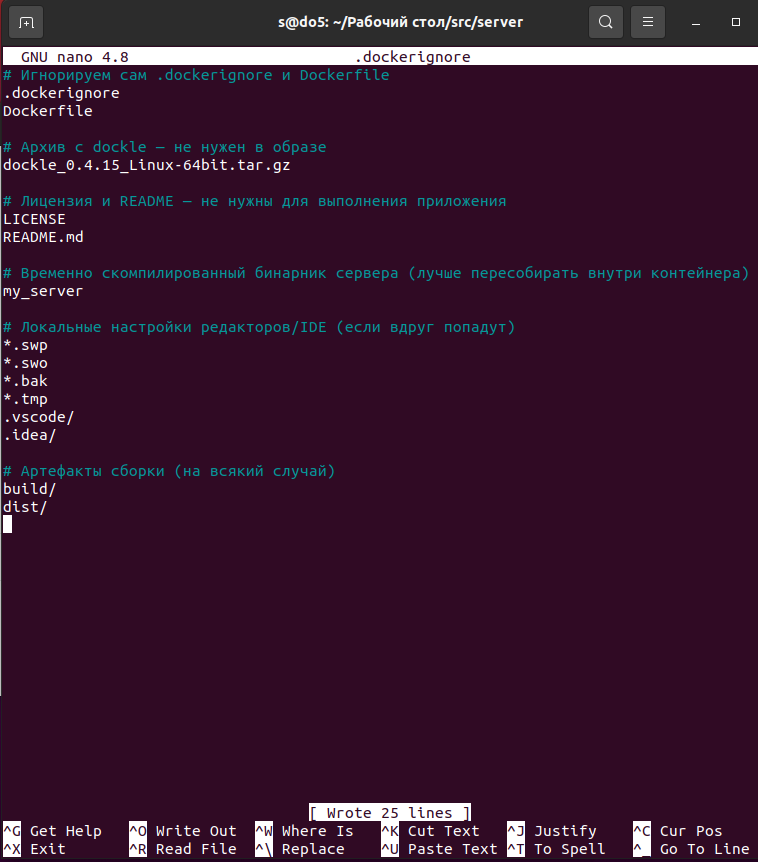 s@do5: ~/Рабочий стол/src/server
GNU nano 4.8 .dockerignore
# Игнорируем сам .dockerignore и Dockerfile
.dockerignore
Dockerfile
# Архив с dockle — не нужен в образе
dockle_0.4.15_Linux-64bit.tar.gz
# Лицензия и README — не нужны для выполнения приложения
LICENSE
README.md
# Временно скомпилированный бинарник сервера (лучше пересобирать внутри контейнера)
my_server
# Локальные настройки редакторов/IDE (если вдруг попадут)
*.swp
*.swo
*.bak
*.tmp
.vscode/
.idea/
# Артефакты сборки (на всякий случай)
build/
dist/
[ Wrote 25 lines ]
^G Get Help ^O Write Out ^W Where Is ^K Cut Text ^J Justify ^C Cur Pos
^X Exit ^R Read File ^\ Replace ^U Paste Text ^T To Spell ^_ Go To Line